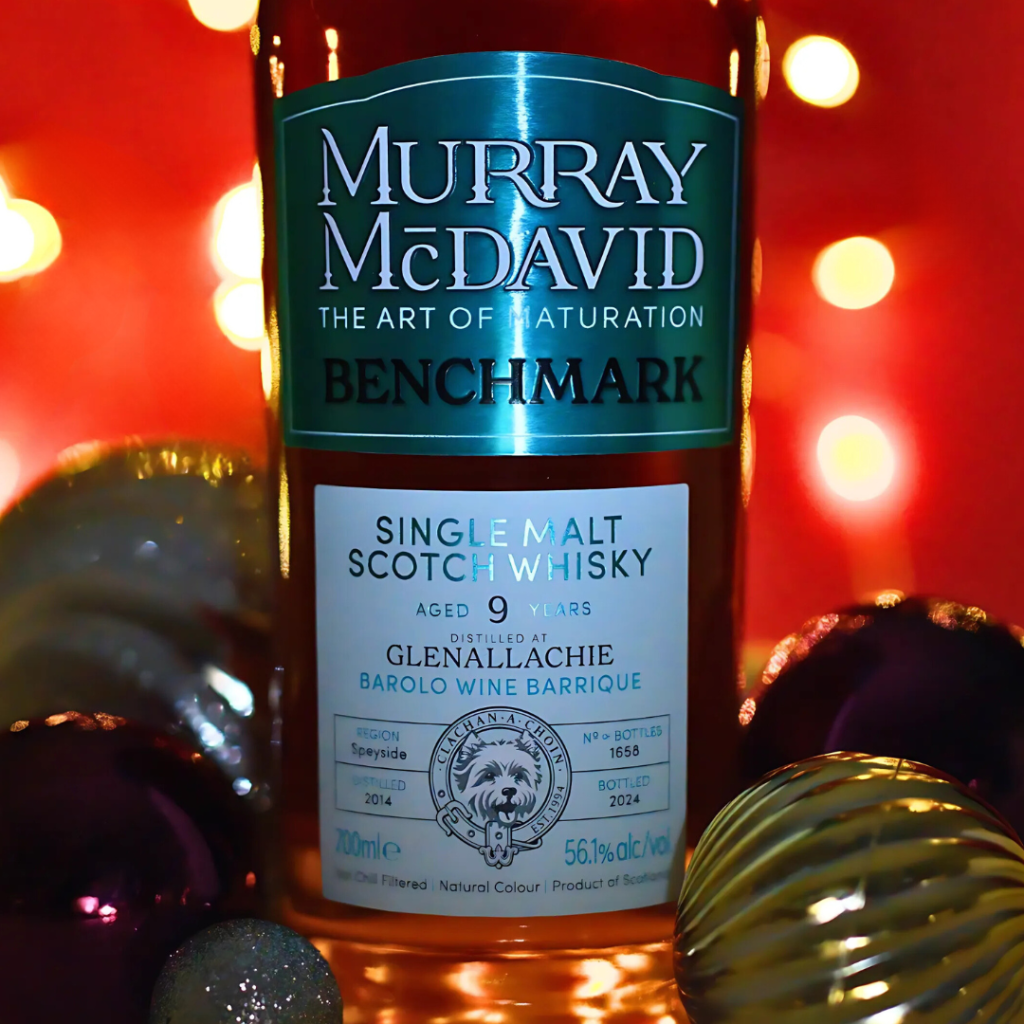 MURRAY
McDAVID
THE ART OF MATURATION
BENCHMARK
SINGLE MALT
SCOTCH WHISKY
AGED 9 YEARS
DISTILLED AT
GLENALLACHIE
BAROLO WINE BARRIQUE
REGION
Speyside
DISTILLED
2014
CLACHAN·A·CHOIN
EST.1994
Nº OF BOTTLES
1658
BOTTLED
2024
700ml e
56.1% alc/vol
Non Chill Filtered | Natural Colour | Product of Scotland